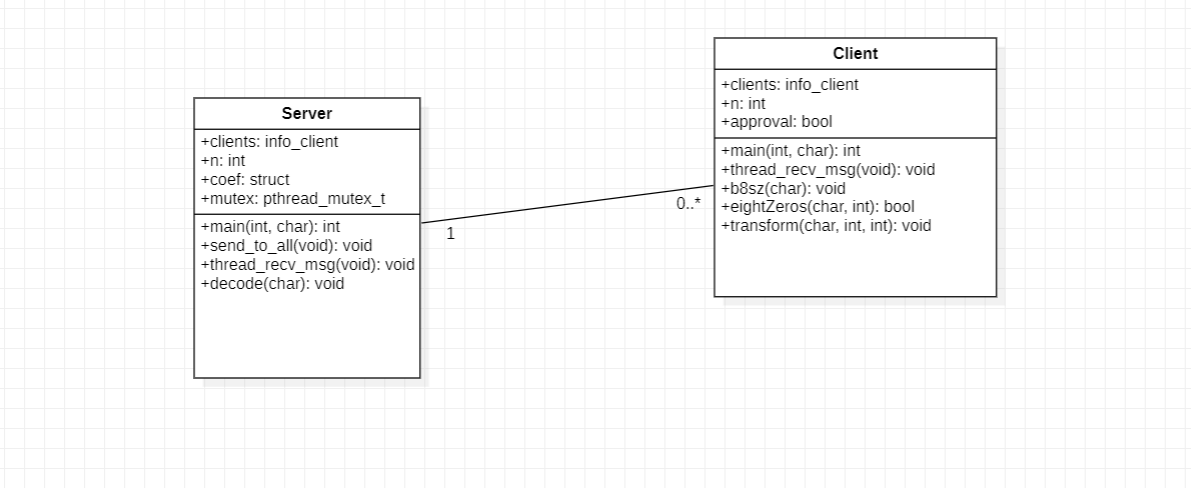 Server
+clients: info_client
+n: int
+coef: struct
+mutex: pthread_mutex_t
+main(int, char): int
+send_to_all(void): void
+thread_recv_msg(void): void
+decode(char): void
1
0..*
Client
+clients: info_client
+n: int
+approval: bool
+main(int, char): int
+thread_recv_msg(void): void
+b8sz(char): void
+eightZeros(char, int): bool
+transform(char, int, int): void